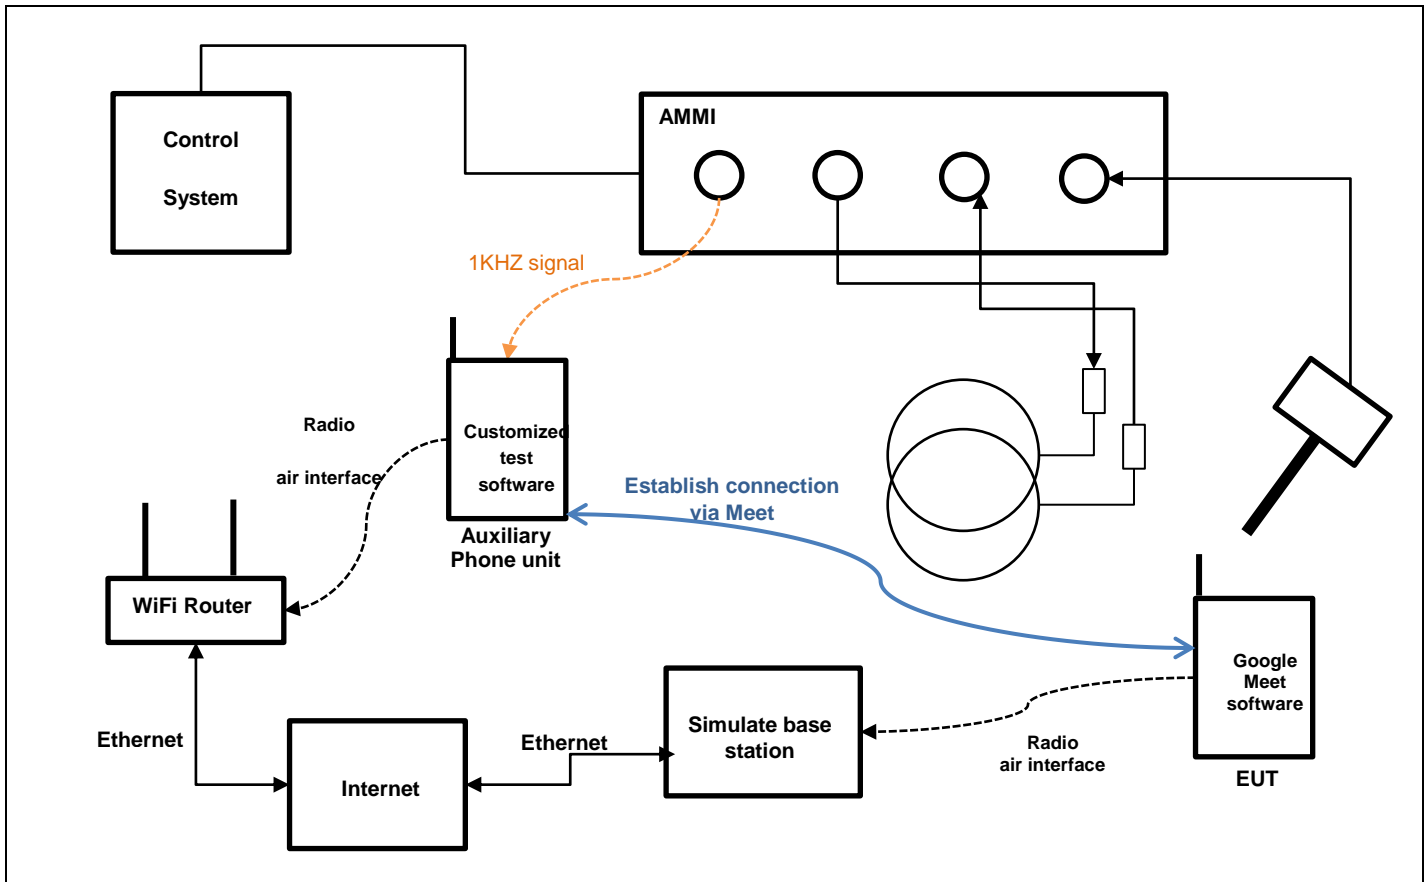 Control
System
AMMI
1KHZ signal
Radio
air interface
Customized
test
software
Auxiliary
Phone unit
Establish connection
via Meet
WiFi Router
Google
Meet
software
EUT
Simulate base
station
Radio
air interface
Ethernet
Ethernet
Internet